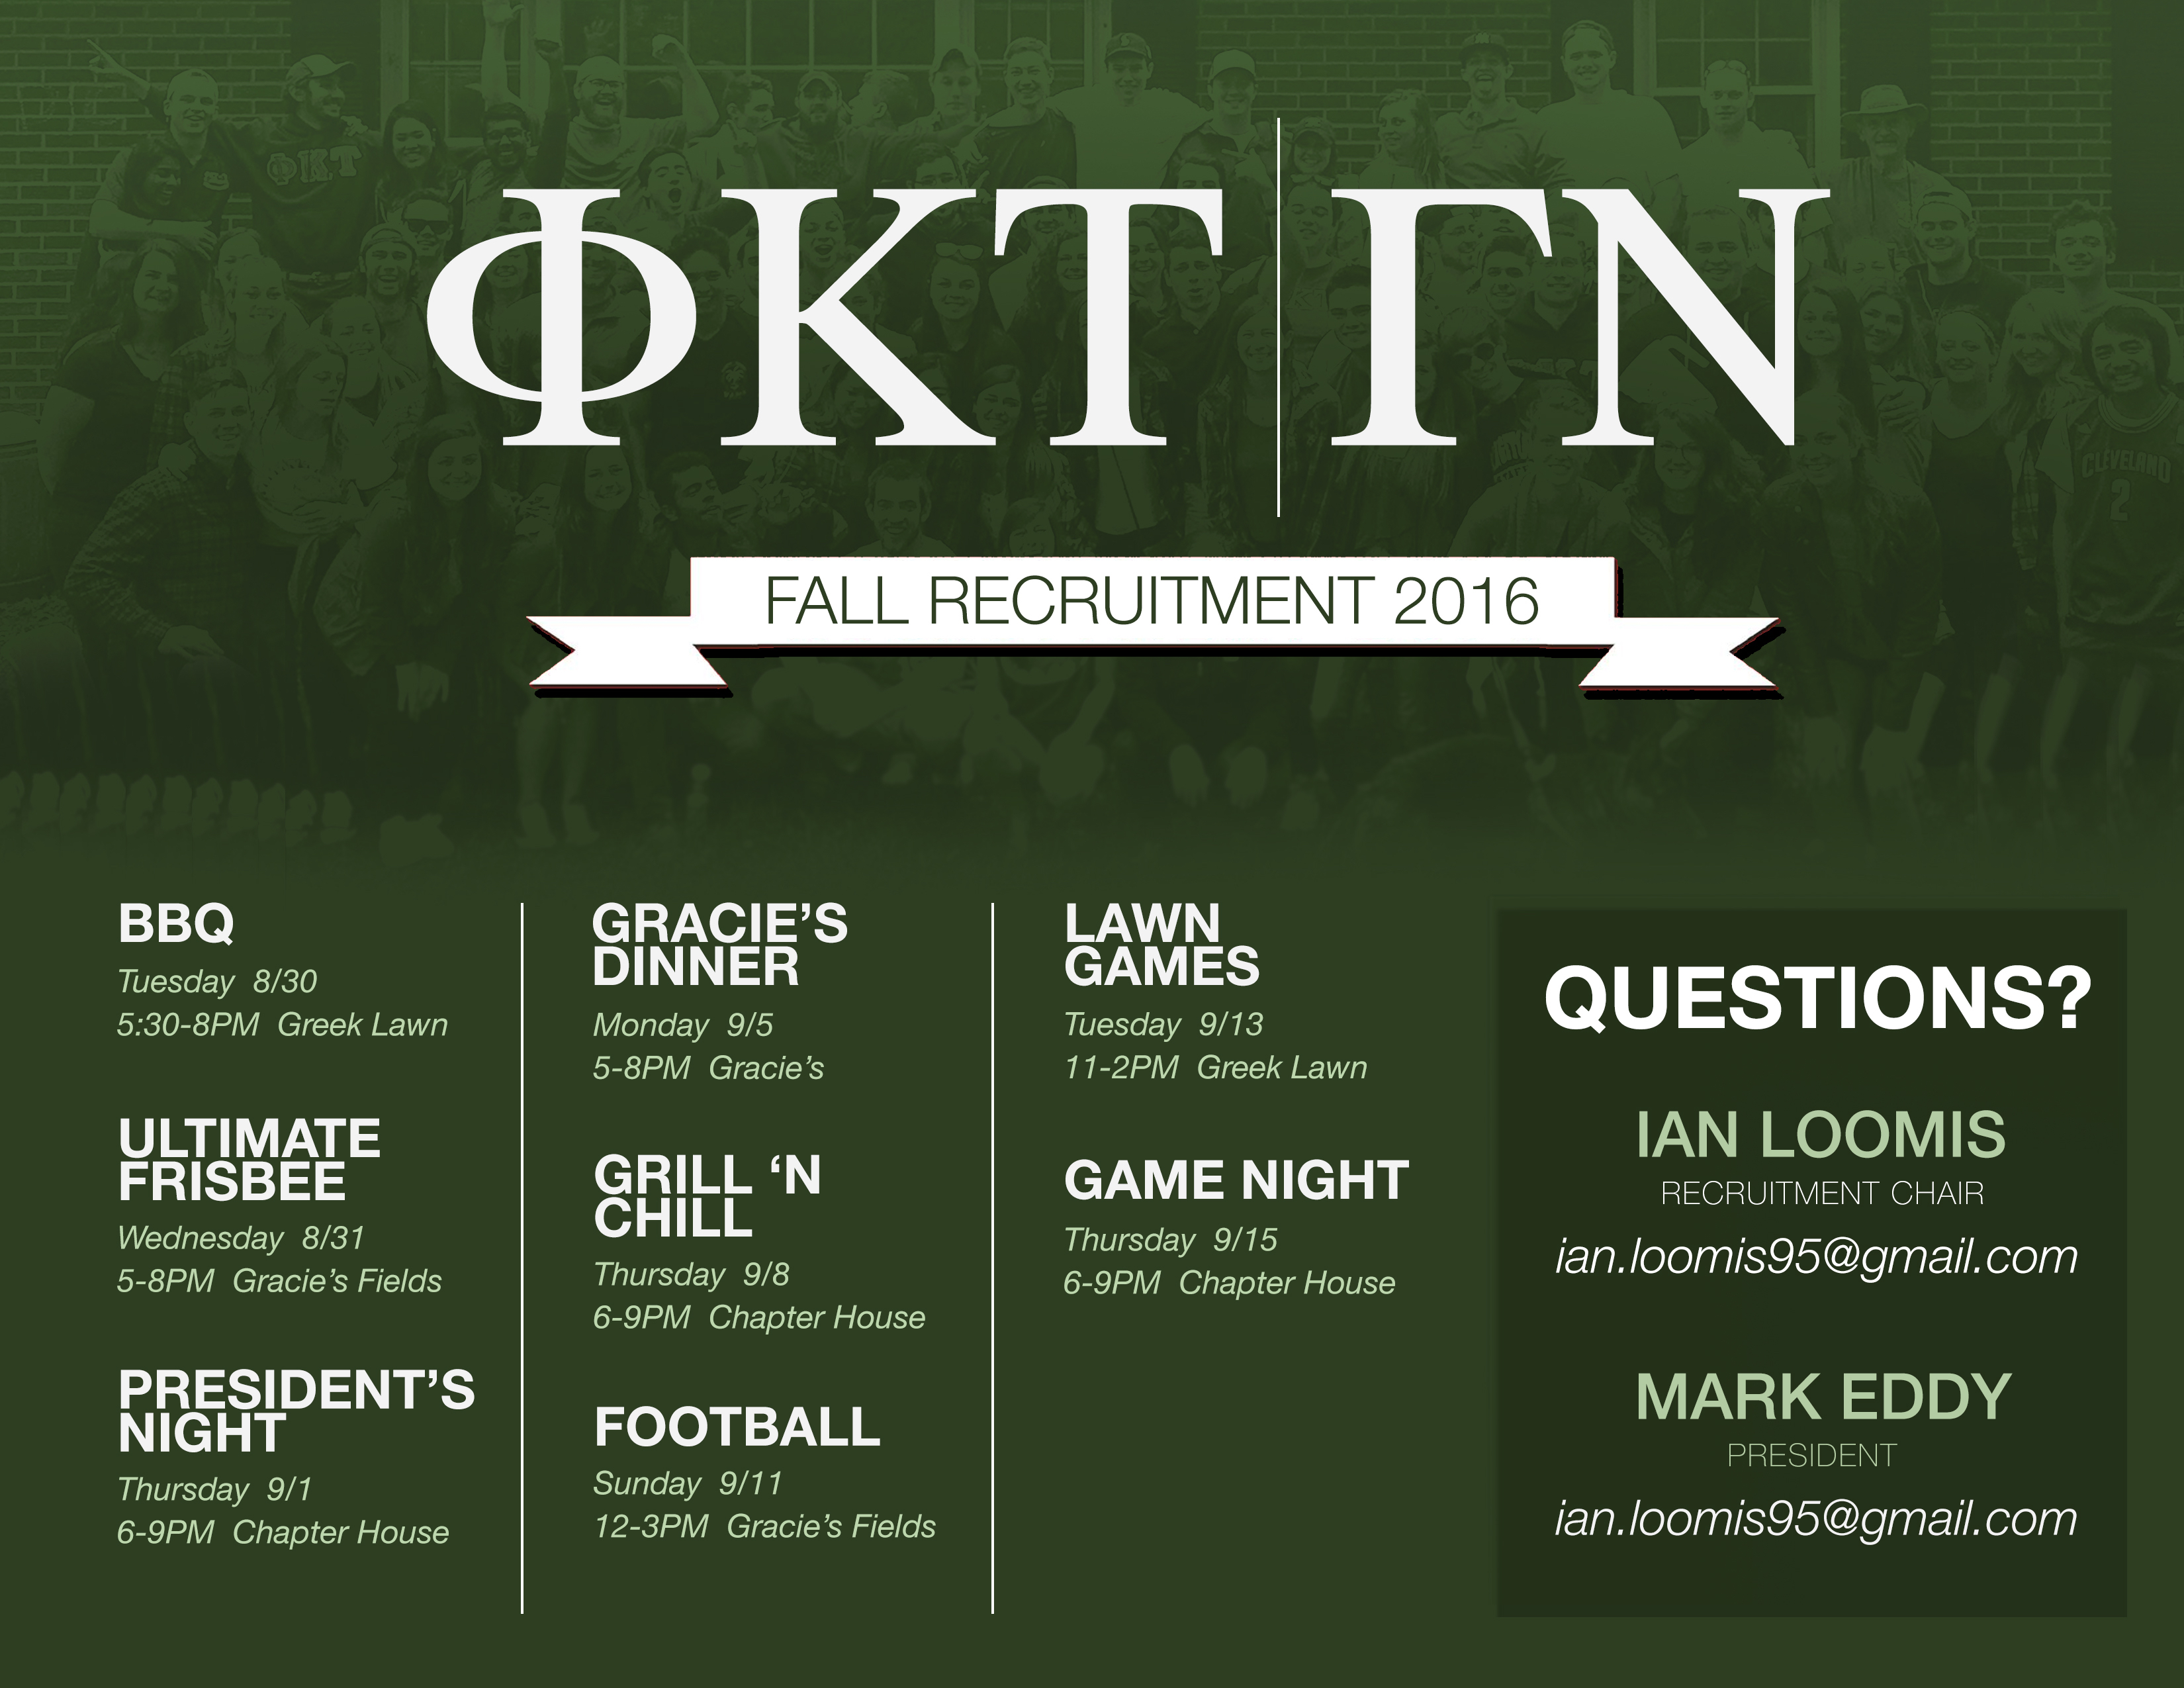 ΦΚΤ
ΦΚΤ|ΓΝ
CLEVELAND
2
FALL RECRUITMENT 2016
BBQ
Tuesday 8/30
5:30-8PM Greek Lawn
ULTIMATE
FRISBEE
Wednesday 8/31
5-8PM Gracie’s Fields
PRESIDENT’S
NIGHT
Thursday 9/1
6-9PM Chapter House
GRACIE’S
DINNER
Monday 9/5
5-8PM Gracie’s
GRILL ‘N
CHILL
Thursday 9/8
6-9PM Chapter House
FOOTBALL
Sunday 9/11
12-3PM Gracie’s Fields
LAWN
GAMES
Tuesday 9/13
11-2PM Greek Lawn
GAME NIGHT
Thursday 9/15
6-9PM Chapter House
QUESTIONS?
IAN LOOMIS
RECRUITMENT CHAIR
ian.loomis95@gmail.com
MARK EDDY
PRESIDENT
ian.loomis95@gmail.com